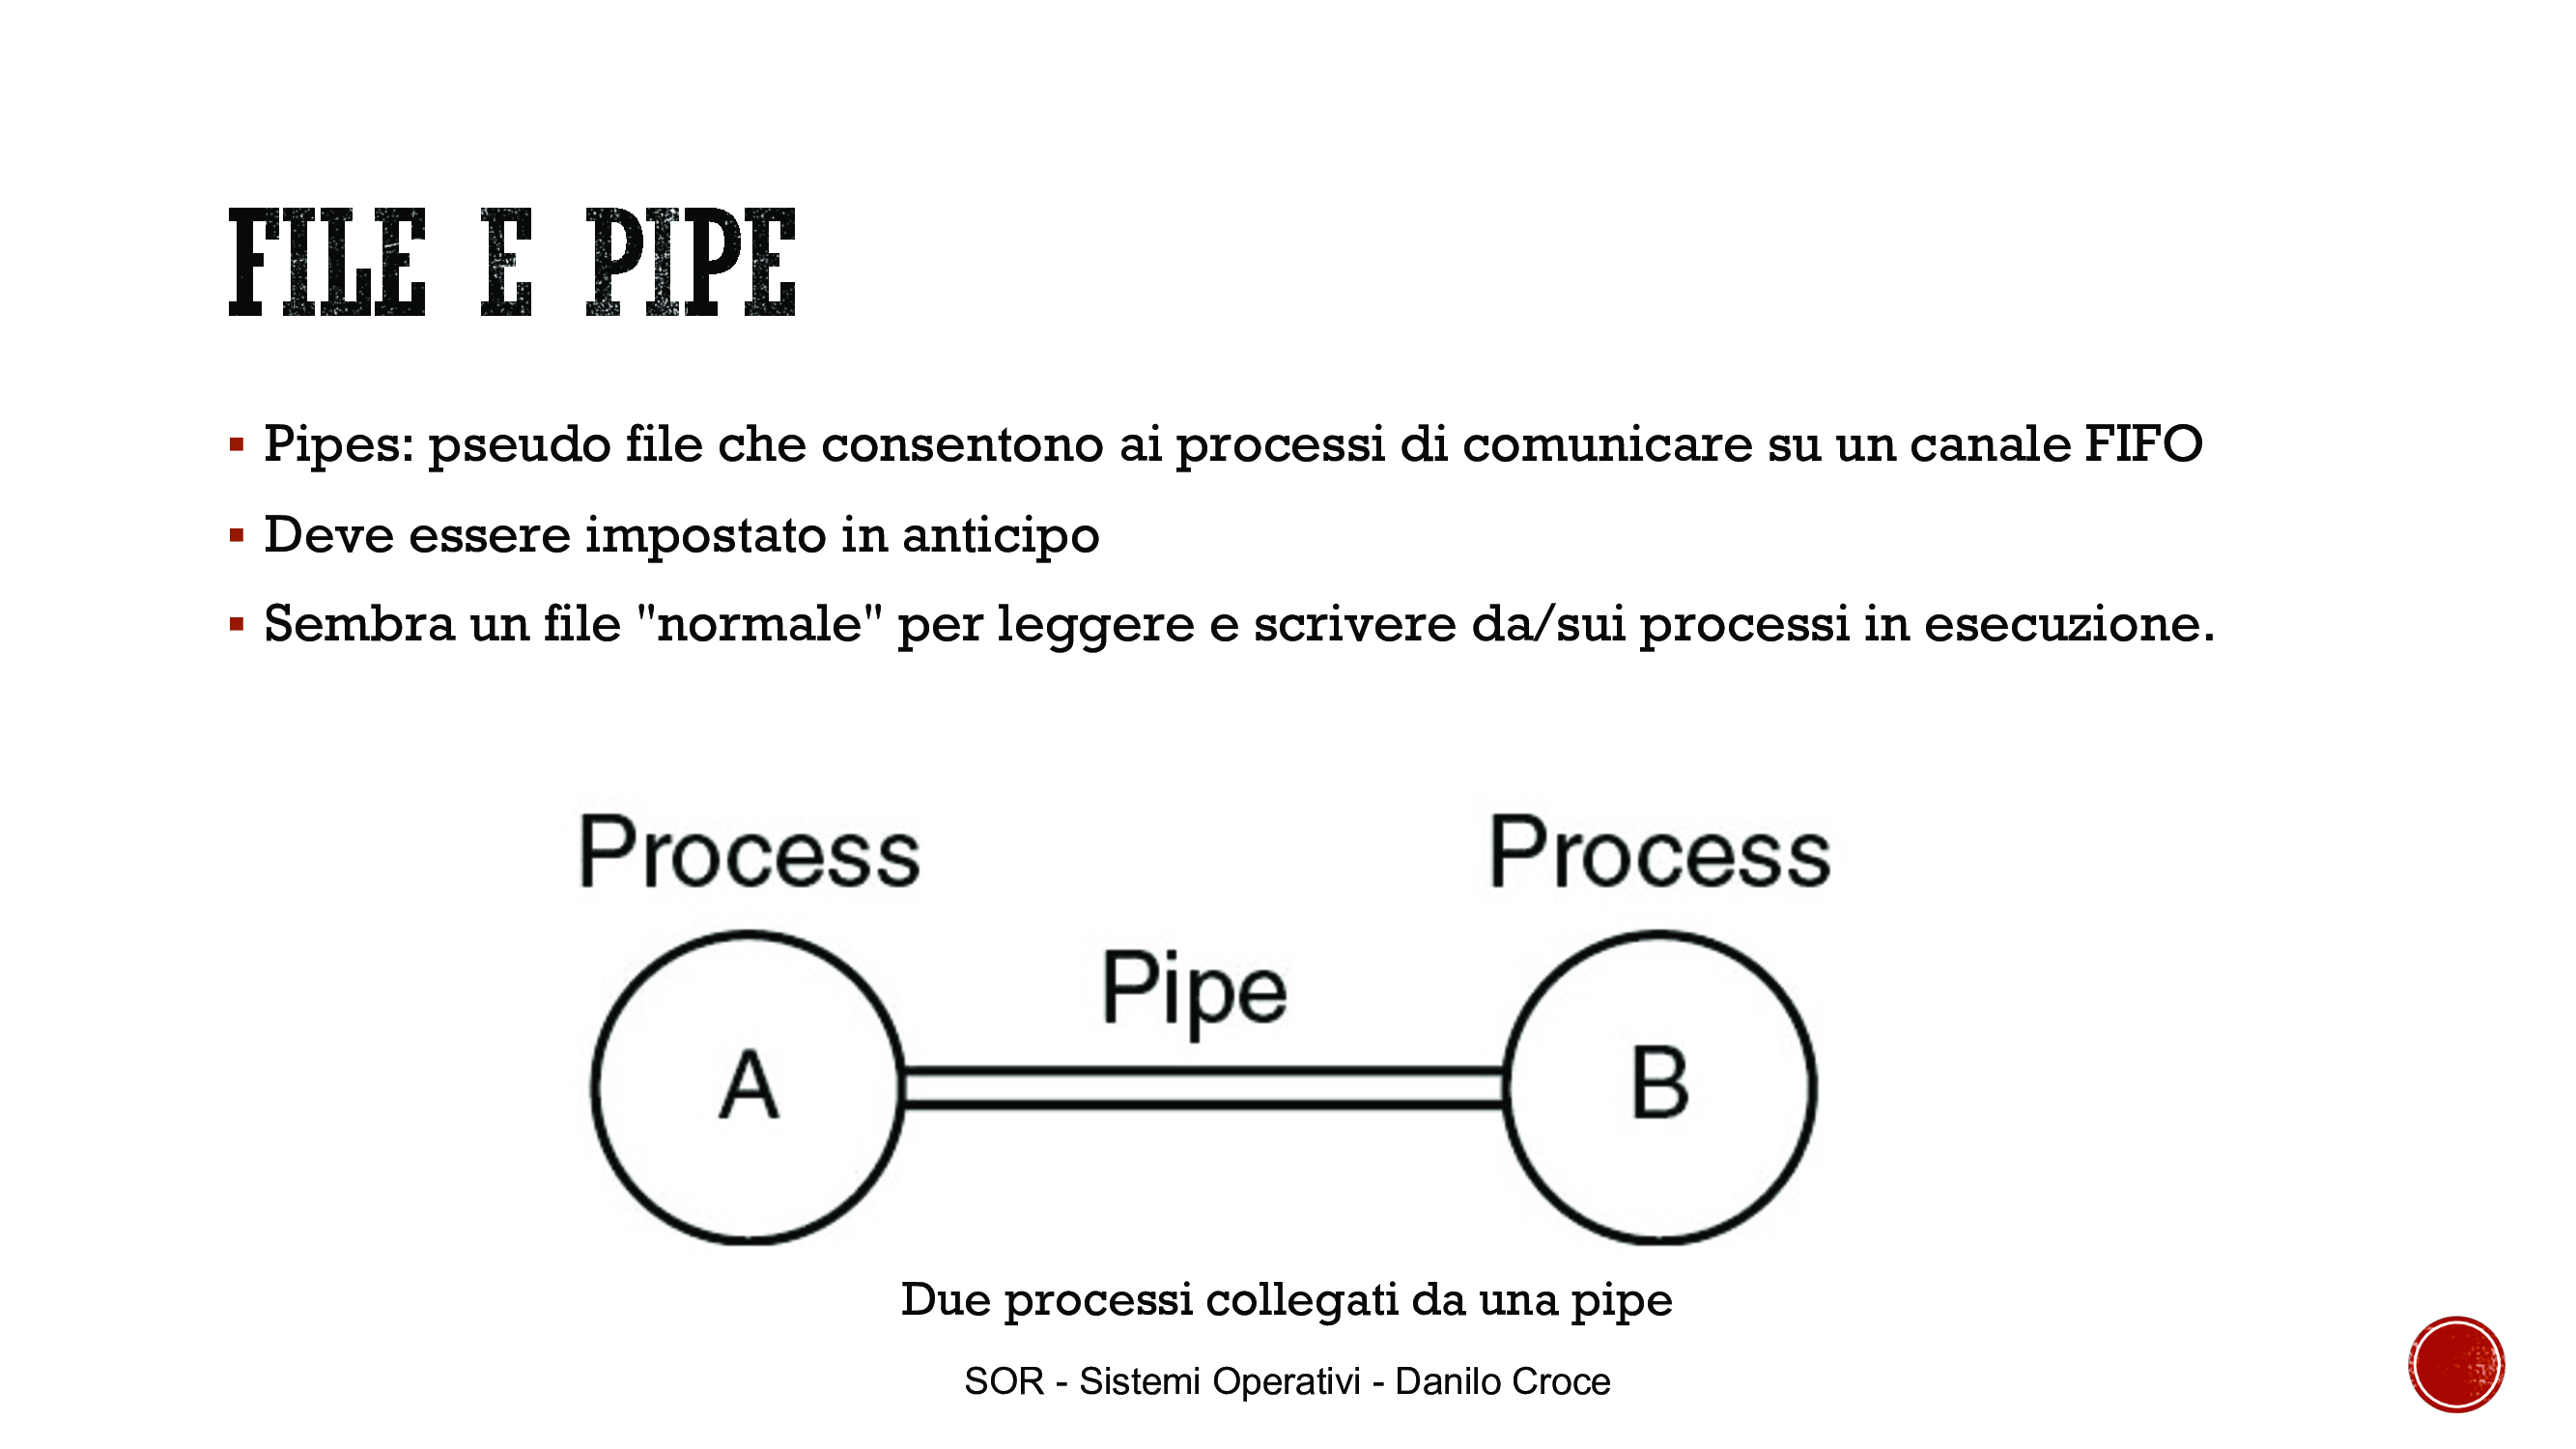 FILE E PIPE
▪ Pipes: pseudo file che consentono ai processi di comunicare su un canale FIFO
▪ Deve essere impostato in anticipo
▪ Sembra un file "normale" per leggere e scrivere da/sui processi in esecuzione.
Process Process
Pipe
A B
Due processi collegati da una pipe
SOR - Sistemi Operativi - Danilo Croce